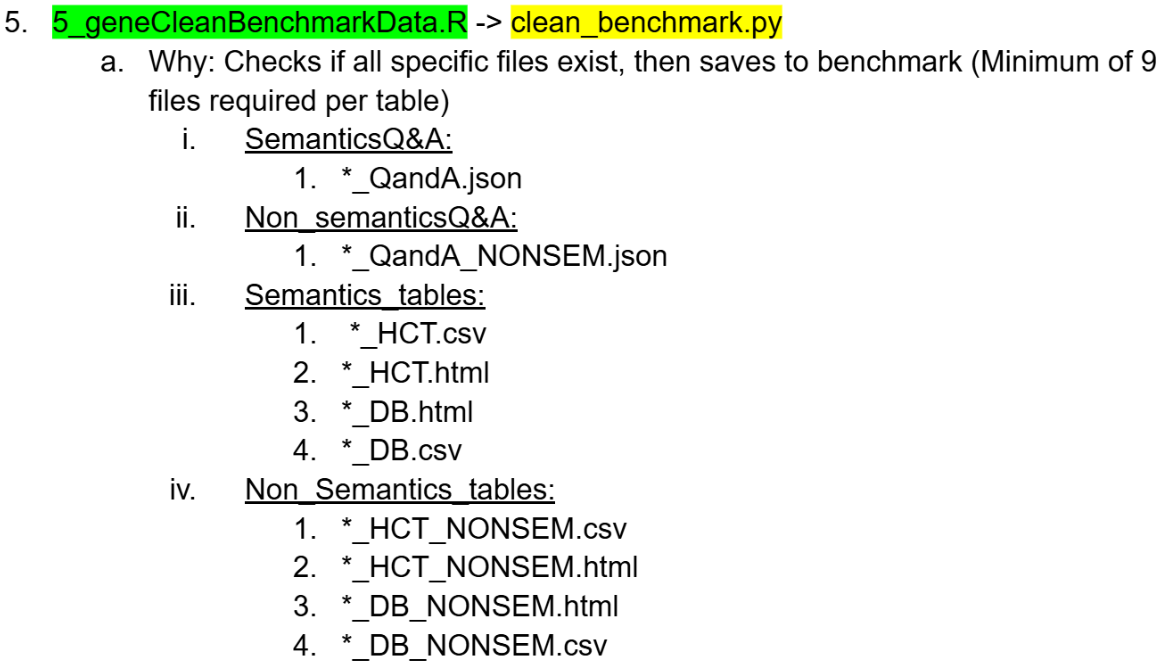 5. 5_geneCleanBenchmarkData.R -> clean_benchmark.py
a. Why: Checks if all specific files exist, then saves to benchmark (Minimum of 9
files required per table)
i. SemanticsQ&A:
1. *_QandA.json
ii. Non_semanticsQ&A:
1. *_QandA_NONSEM.json
iii. Semantics_tables:
1. *_HCT.csv
2. *_HCT.html
3. *_DB.html
4. *_DB.csv
iv. Non_Semantics_tables:
1. *_HCT_NONSEM.csv
2. *_HCT_NONSEM.html
3. *_DB_NONSEM.html
4. *_DB_NONSEM.csv